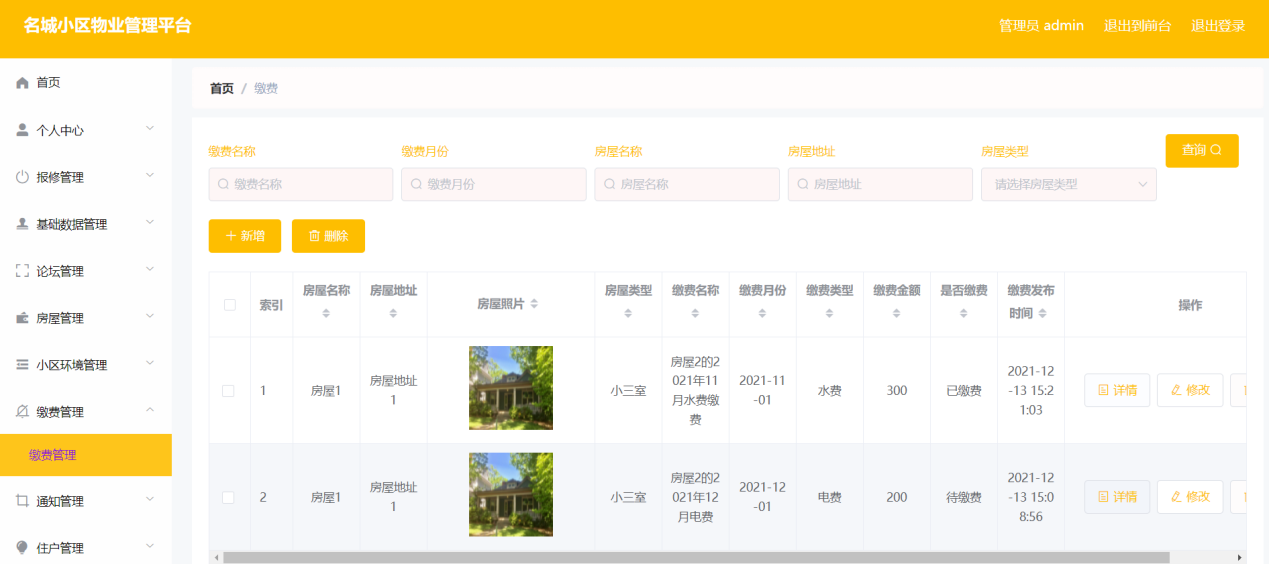 名城小区物业管理平台
管理员 admin 退出到前台 退出登录
首页
个人中心
报修管理
基础数据管理
论坛管理
房屋管理
小区环境管理
缴费管理
缴费管理
通知管理
住户管理
首页 / 缴费
缴费名称 缴费月份 房屋名称 房屋地址 房屋类型
缴费名称 缴费月份 房屋名称 房屋地址 请选择房屋类型 查询
+ 新增 删除
索引 房屋名称 房屋地址 房屋照片 房屋类型 缴费名称 缴费月份 缴费类型 缴费金额 是否缴费 缴费发布 操作
时间
1 房屋1 房屋地址 小三室 房屋2的2 2021-11 水费 300 已缴费 2021-12 详情 修改
1 021年11 -01 -13 15:2
月水费缴 1:03
费
2 房屋1 房屋地址 小三室 房屋2的2 2021-12 电费 200 待缴费 2021-12 详情 修改
1 021年12 -01 -13 15:0
月电费 8:56